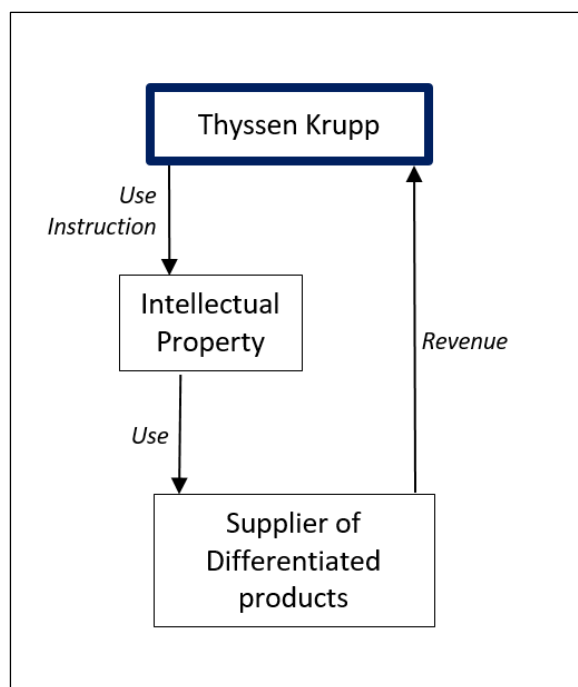 Thyssen Krupp
Use
Instruction
Intellectual
Property
Revenue
Use
Supplier of
Differentiated
products